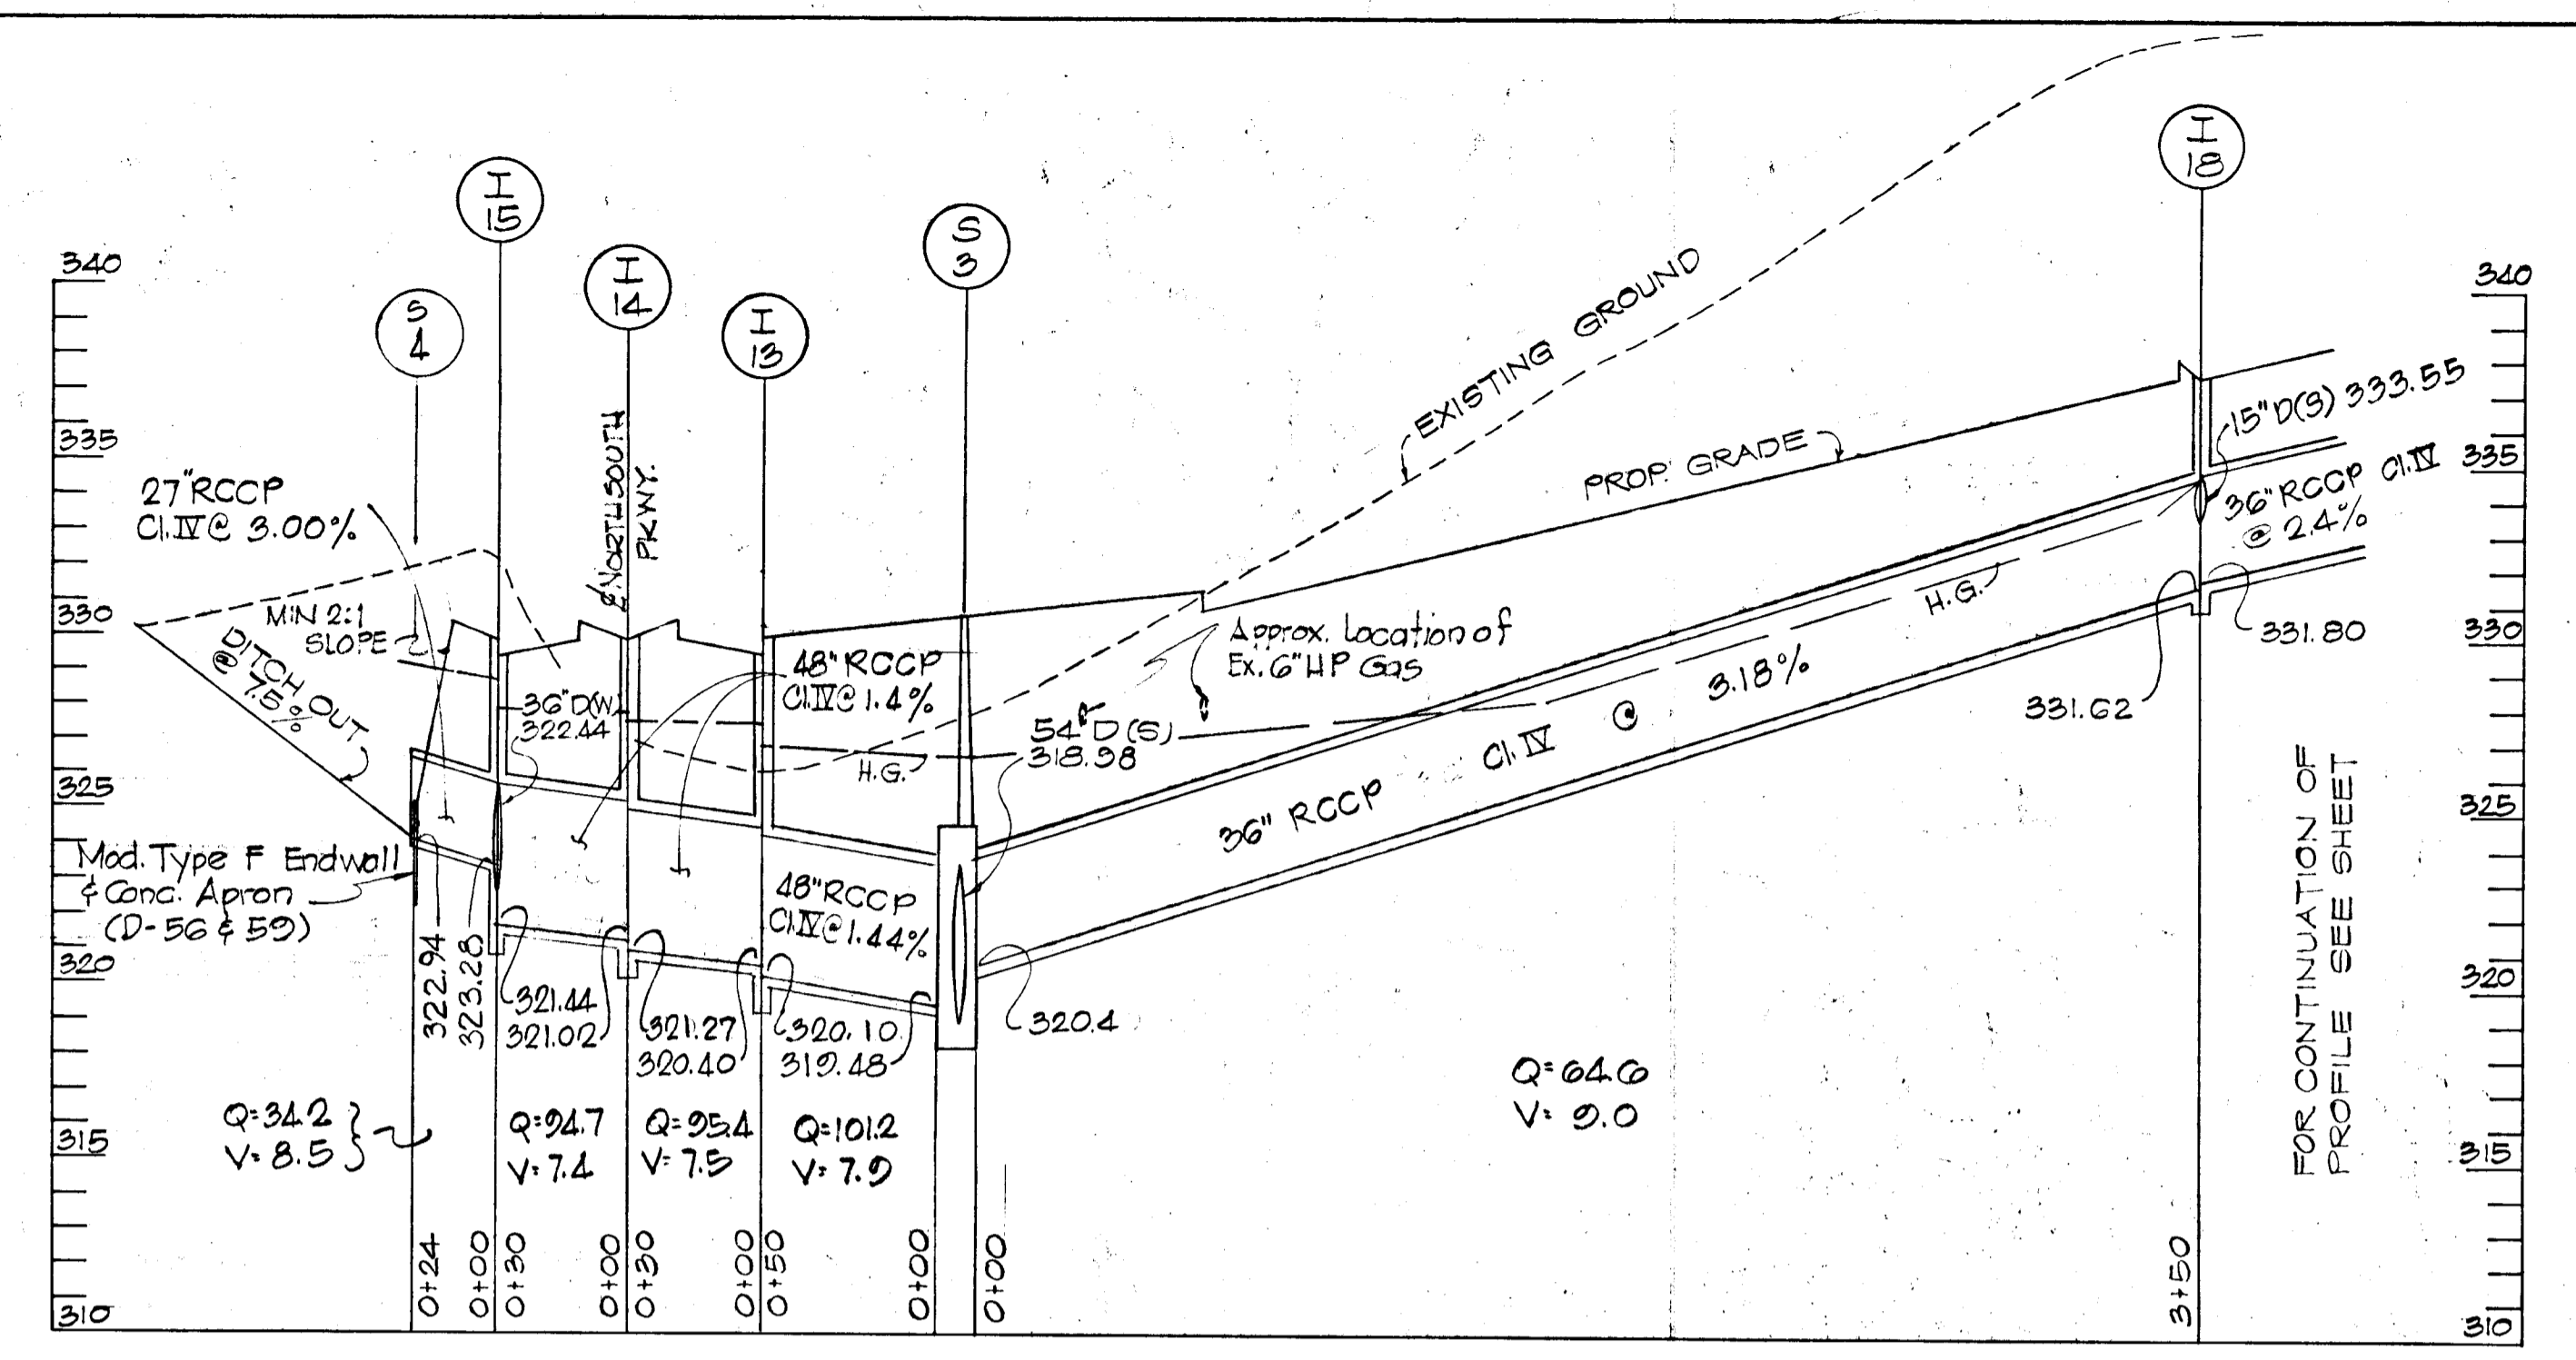 I
18
I
15
S
3
I
14
S
4
I
13
340
335
330
325
320
315
310
340
335
330
325
320
315
310
27" RCCP
Cl. IV @ 3.00%
MIN 2:1
SLOPE
DITCH OUT
@ 7.5%
Mod. Type F Endwall
& Conc. Apron
(D-56 & 59)
℄ NORTH SOUTH
PKWY.
36" D(W)
322.44
48" RCCP
Cl. IV @ 1.4%
H.G.
48" RCCP
Cl. IV @ 1.44%
54" D(S)
318.98
Approx. Location of
Ex. 6" HP Gas
EXISTING GROUND
PROP. GRADE
36" RCCP Cl. IV @ 3.18%
H.G.
15" D(S) 333.55
36" RCCP Cl. IV
@ 2.4%
331.80
331.62
322.94
323.28
321.44
321.02
321.27
320.40
320.10
319.48
320.4
Q=34.2
V=8.5
Q=94.7
V=7.4
Q=95.4
V=7.5
Q=101.2
V=7.9
Q=64.6
V=9.0
0+24
0+00
0+30
0+00
0+30
0+00
0+50
0+00
0+00
3+50
FOR CONTINUATION OF
PROFILE SEE SHEET